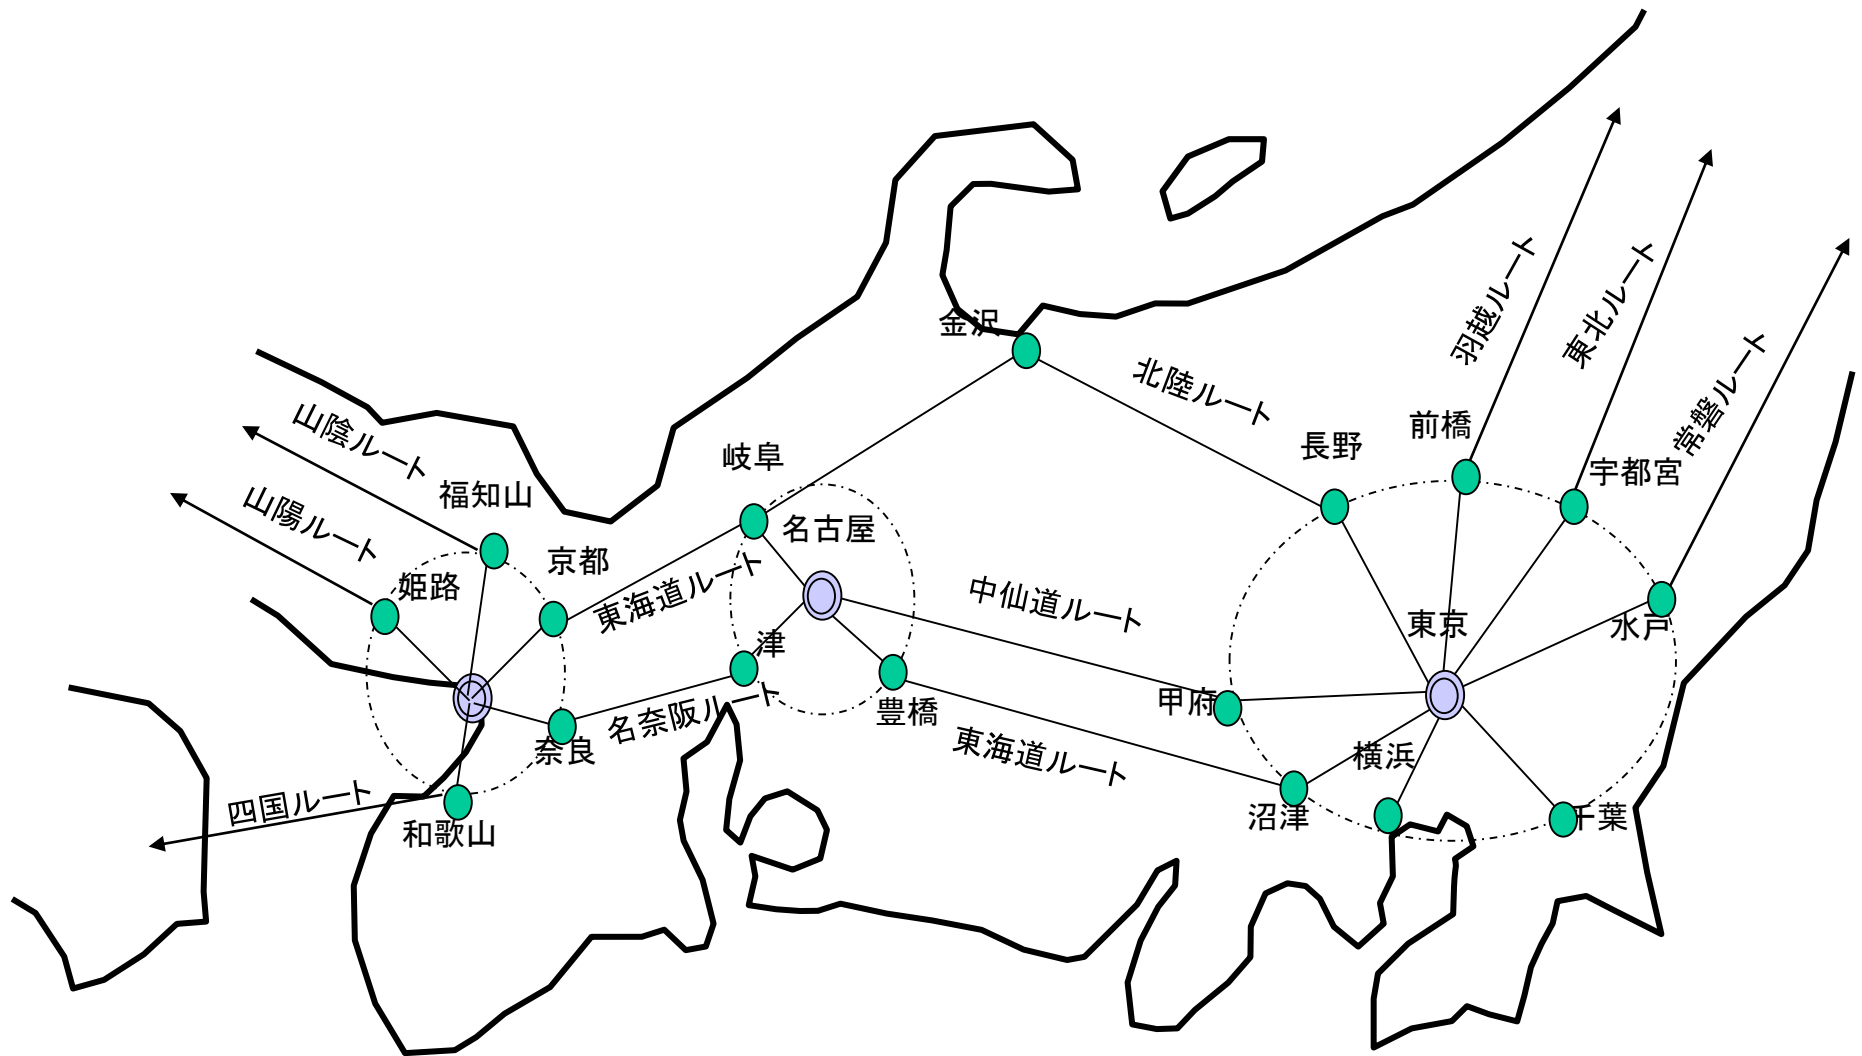 金沢
羽越ルート
東北ルート
常磐ルート
北陸ルート
前橋
長野
宇都宮
山陰ルート
岐阜
福知山
山陽ルート
名古屋
京都
姫路
東海道ルート
中仙道ルート
東京
水戸
津
甲府
名奈阪ルート
豊橋
奈良
東海道ルート
横浜
四国ルート
沼津
千葉
和歌山